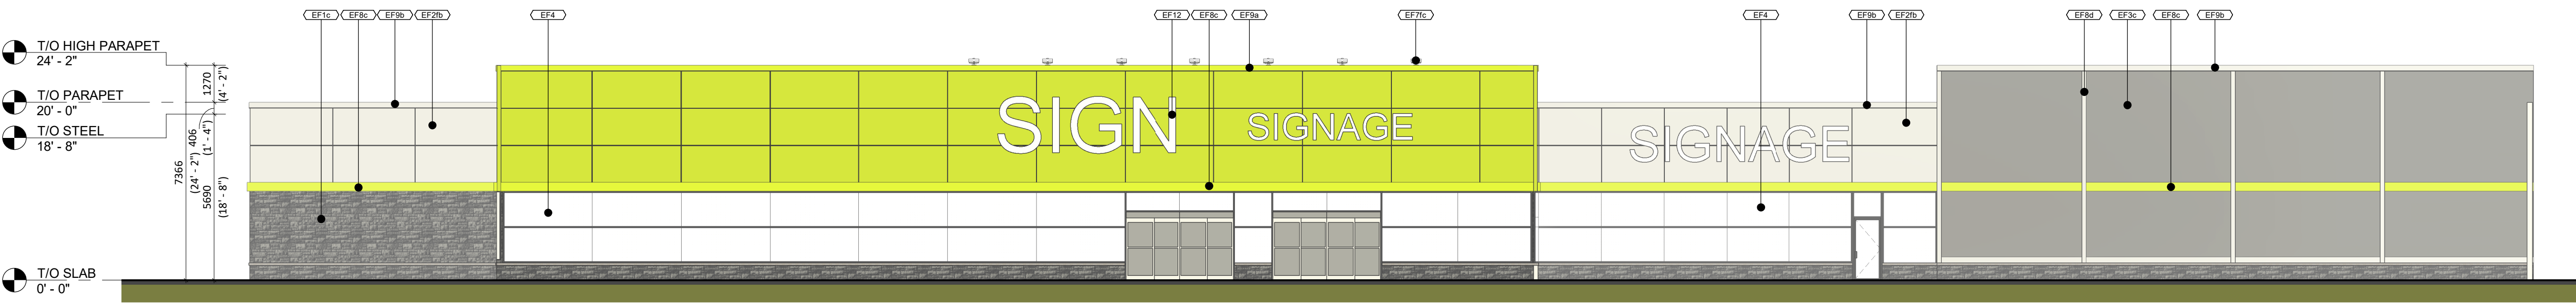 EF1c EF8c EF9b EF2fb EF4 EF12 EF8c EF9a EF7fc EF4 EF9b EF2fb EF8d EF3c EF8c EF9b
T/O HIGH PARAPET
24' - 2"
T/O PARAPET
20' - 0"
T/O STEEL
18' - 8"
T/O SLAB
0' - 0"
7366
(24' - 2")
1270
(4' - 2")
406
(1' - 4")
5690
(18' - 8")
SIGN
SIGNAGE
SIGNAGE